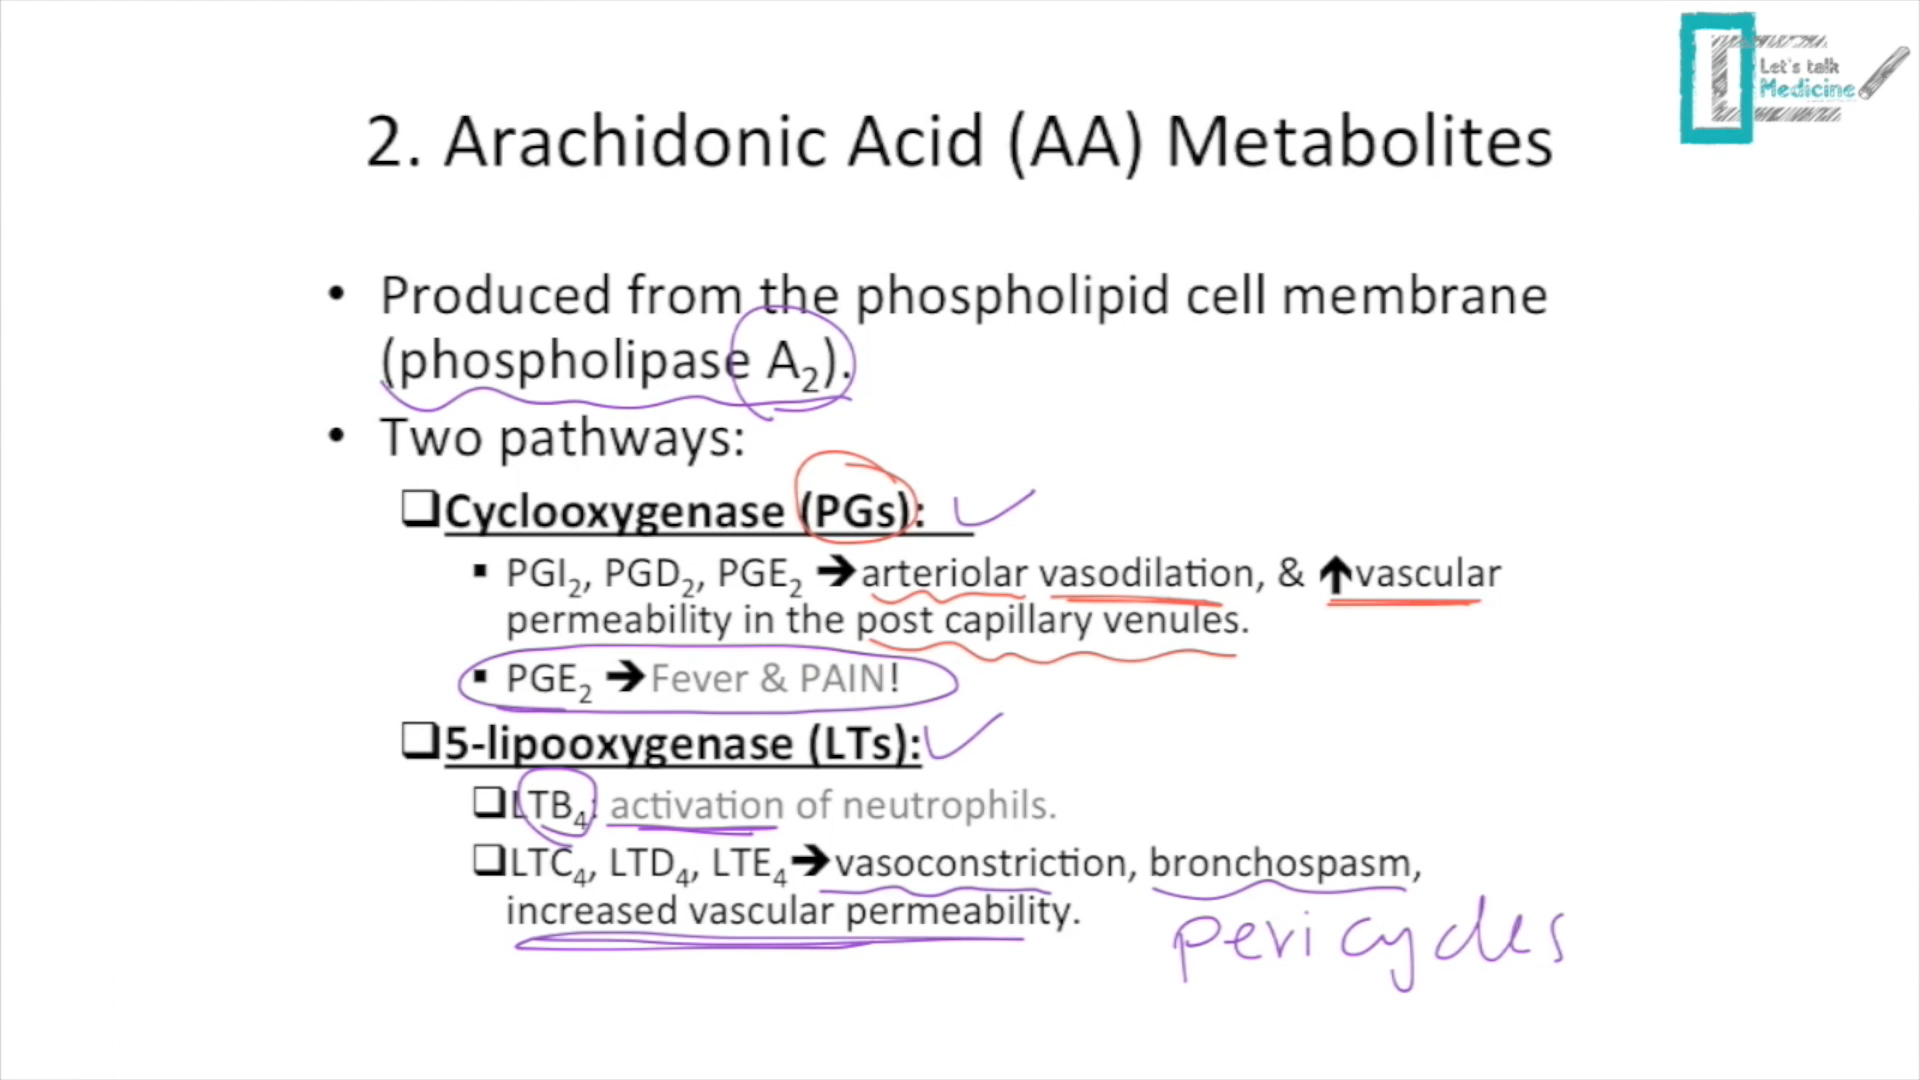 Let's talk
Medicine
2. Arachidonic Acid (AA) Metabolites
• Produced from the phospholipid cell membrane
(phospholipase A₂).
• Two pathways:
❑Cyclooxygenase (PGs):
▪ PGI₂, PGD₂, PGE₂ ➔arteriolar vasodilation, & ⬆vascular
permeability in the post capillary venules.
▪ PGE₂ ➔Fever & PAIN!
❑5-lipooxygenase (LTs):
❑LTB₄: activation of neutrophils.
❑LTC₄, LTD₄, LTE₄➔vasoconstriction, bronchospasm,
increased vascular permeability.
pericycles